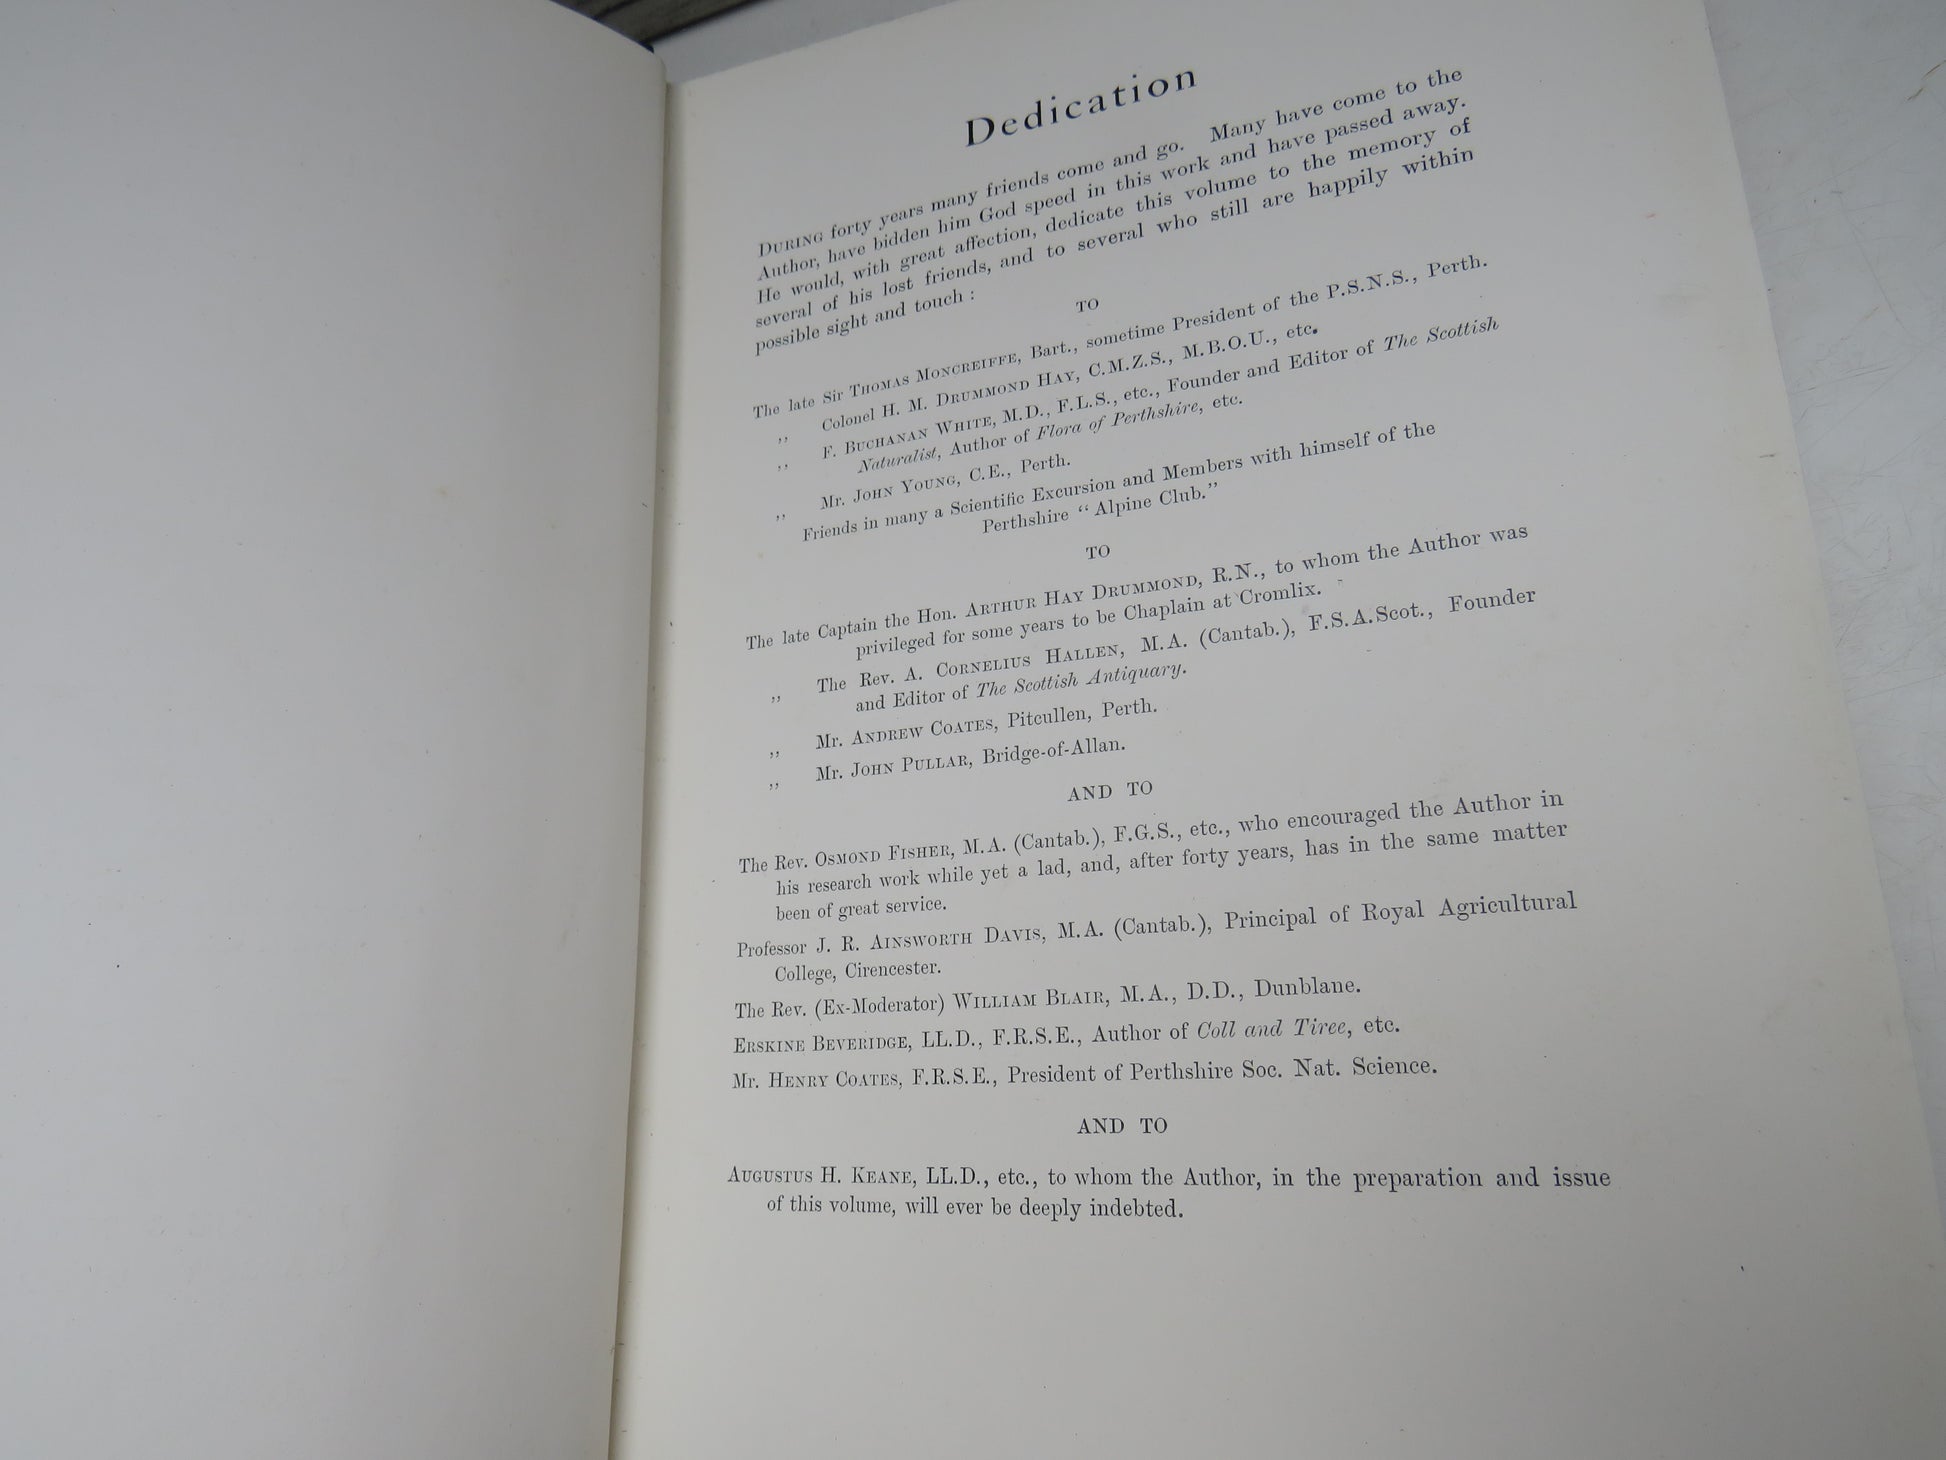 Dedication
DURING forty years many friends come and go. Many have come to the
Author, have bidden him God speed in this work and have passed away.
He would, with great affection, dedicate this volume to the memory of
several of his lost friends, and to several who still are happily within
possible sight and touch :
TO
The late Sir THOMAS MONCREIFFE, Bart., sometime President of the P.S.N.S., Perth.
,, Colonel H. M. DRUMMOND HAY, C.M.Z.S., M.B.O.U., etc.
,, F. BUCHANAN WHITE, M.D., F.L.S., etc., Founder and Editor of The Scottish
Naturalist, Author of Flora of Perthshire, etc.
,, Mr. JOHN YOUNG, C.E., Perth.
Friends in many a Scientific Excursion and Members with himself of the
Perthshire "Alpine Club."
TO
The late Captain the Hon. ARTHUR HAY DRUMMOND, R.N., to whom the Author was
privileged for some years to be Chaplain at Cromlix.
,, The Rev. A. CORNELIUS HALLEN, M.A. (Cantab.), F.S.A.Scot., Founder
and Editor of The Scottish Antiquary.
,, Mr. ANDREW COATES, Pitcullen, Perth.
,, Mr. JOHN PULLAR, Bridge-of-Allan.
AND TO
The Rev. OSMOND FISHER, M.A. (Cantab.), F.G.S., etc., who encouraged the Author in
his research work while yet a lad, and, after forty years, has in the same matter
been of great service.
Professor J. R. AINSWORTH DAVIS, M.A. (Cantab.), Principal of Royal Agricultural
College, Cirencester.
The Rev. (Ex-Moderator) WILLIAM BLAIR, M.A., D.D., Dunblane.
ERSKINE BEVERIDGE, LL.D., F.R.S.E., Author of Coll and Tiree, etc.
Mr. HENRY COATES, F.R.S.E., President of Perthshire Soc. Nat. Science.
AND TO
AUGUSTUS H. KEANE, LL.D., etc., to whom the Author, in the preparation and issue
of this volume, will ever be deeply indebted.